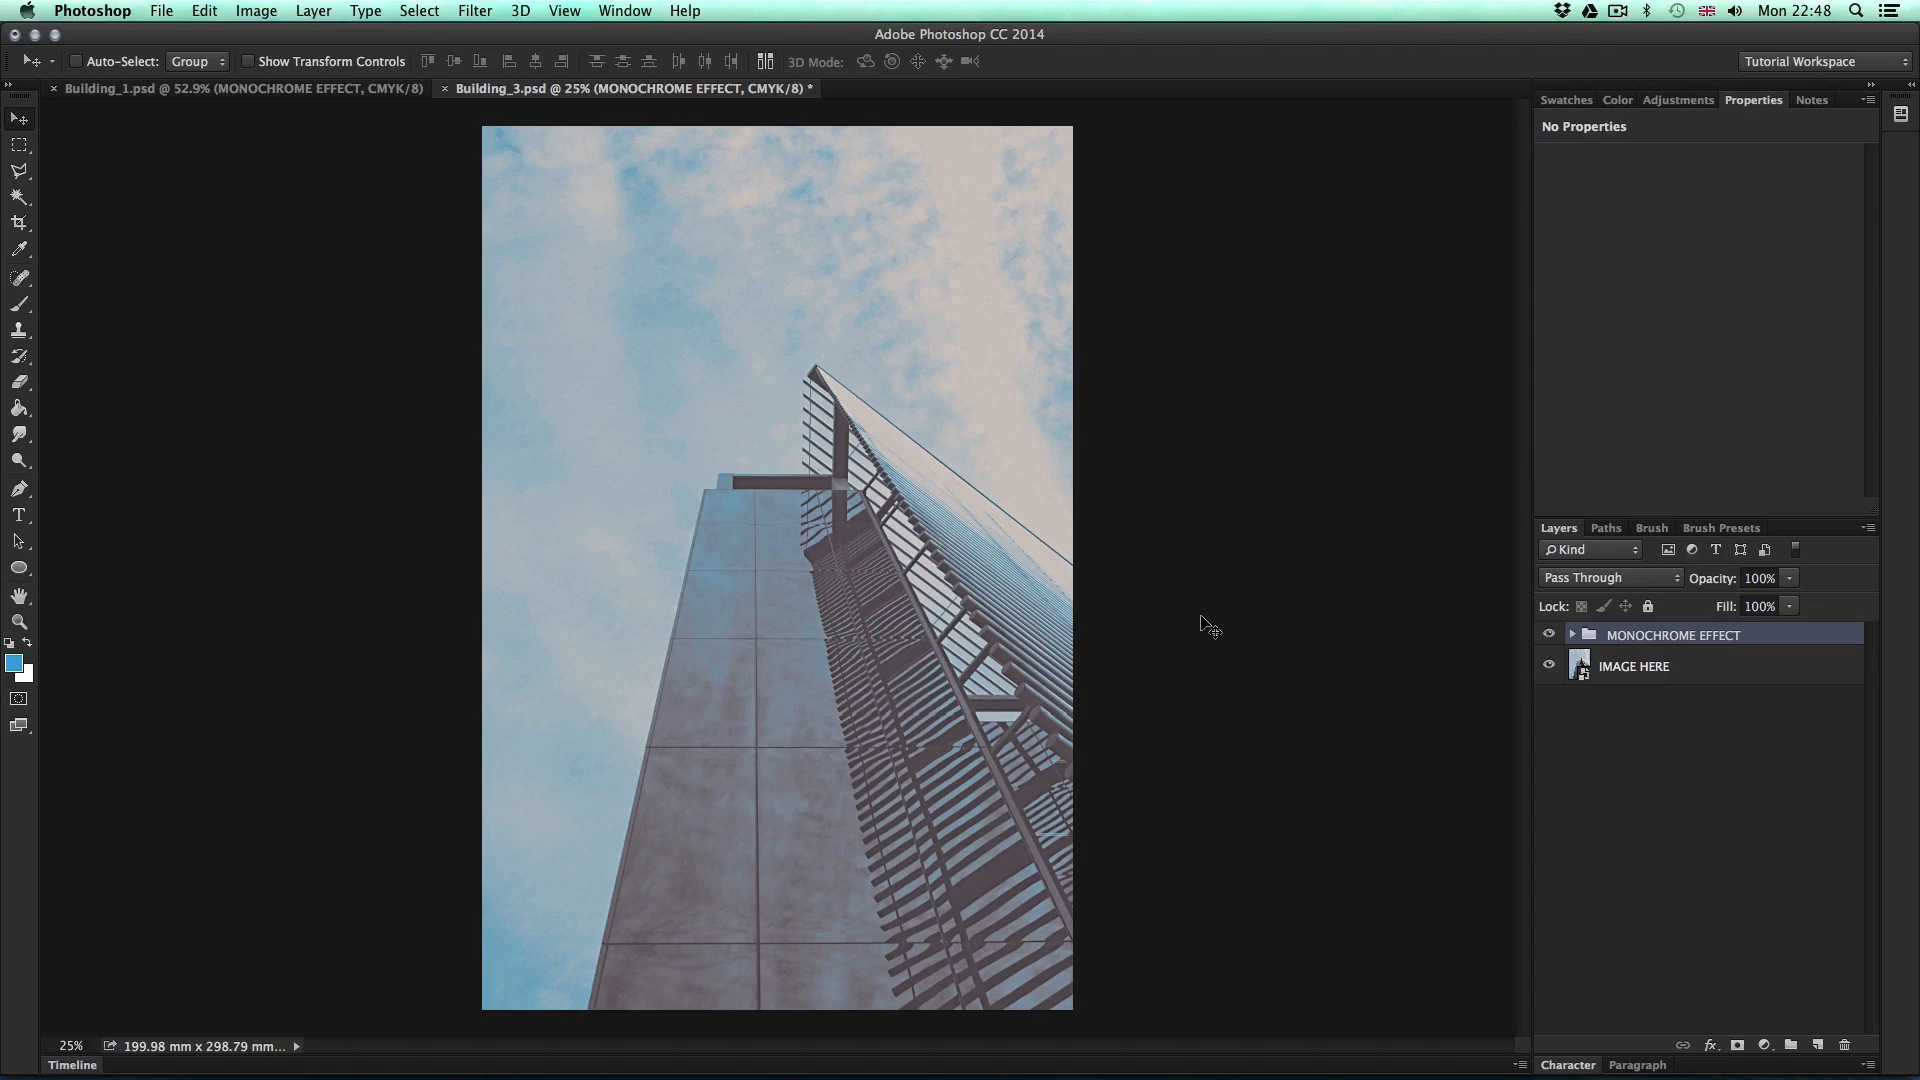 Photoshop File Edit Image Layer Type Select Filter 3D View Window Help Mon 22:48
Adobe Photoshop CC 2014
Auto-Select: Group Show Transform Controls 3D Mode: Tutorial Workspace
Building_1.psd @ 52.9% (MONOCHROME EFFECT, CMYK/8) Building_3.psd @ 25% (MONOCHROME EFFECT, CMYK/8) *
Swatches Color Adjustments Properties Notes
No Properties
Layers Paths Brush Brush Presets
Kind
Pass Through Opacity: 100%
Lock: Fill: 100%
MONOCHROME EFFECT
IMAGE HERE
25% 199.98 mm x 298.79 mm...
Timeline Character Paragraph